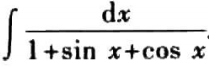 ∫ dx / (1+sin x+cos x).